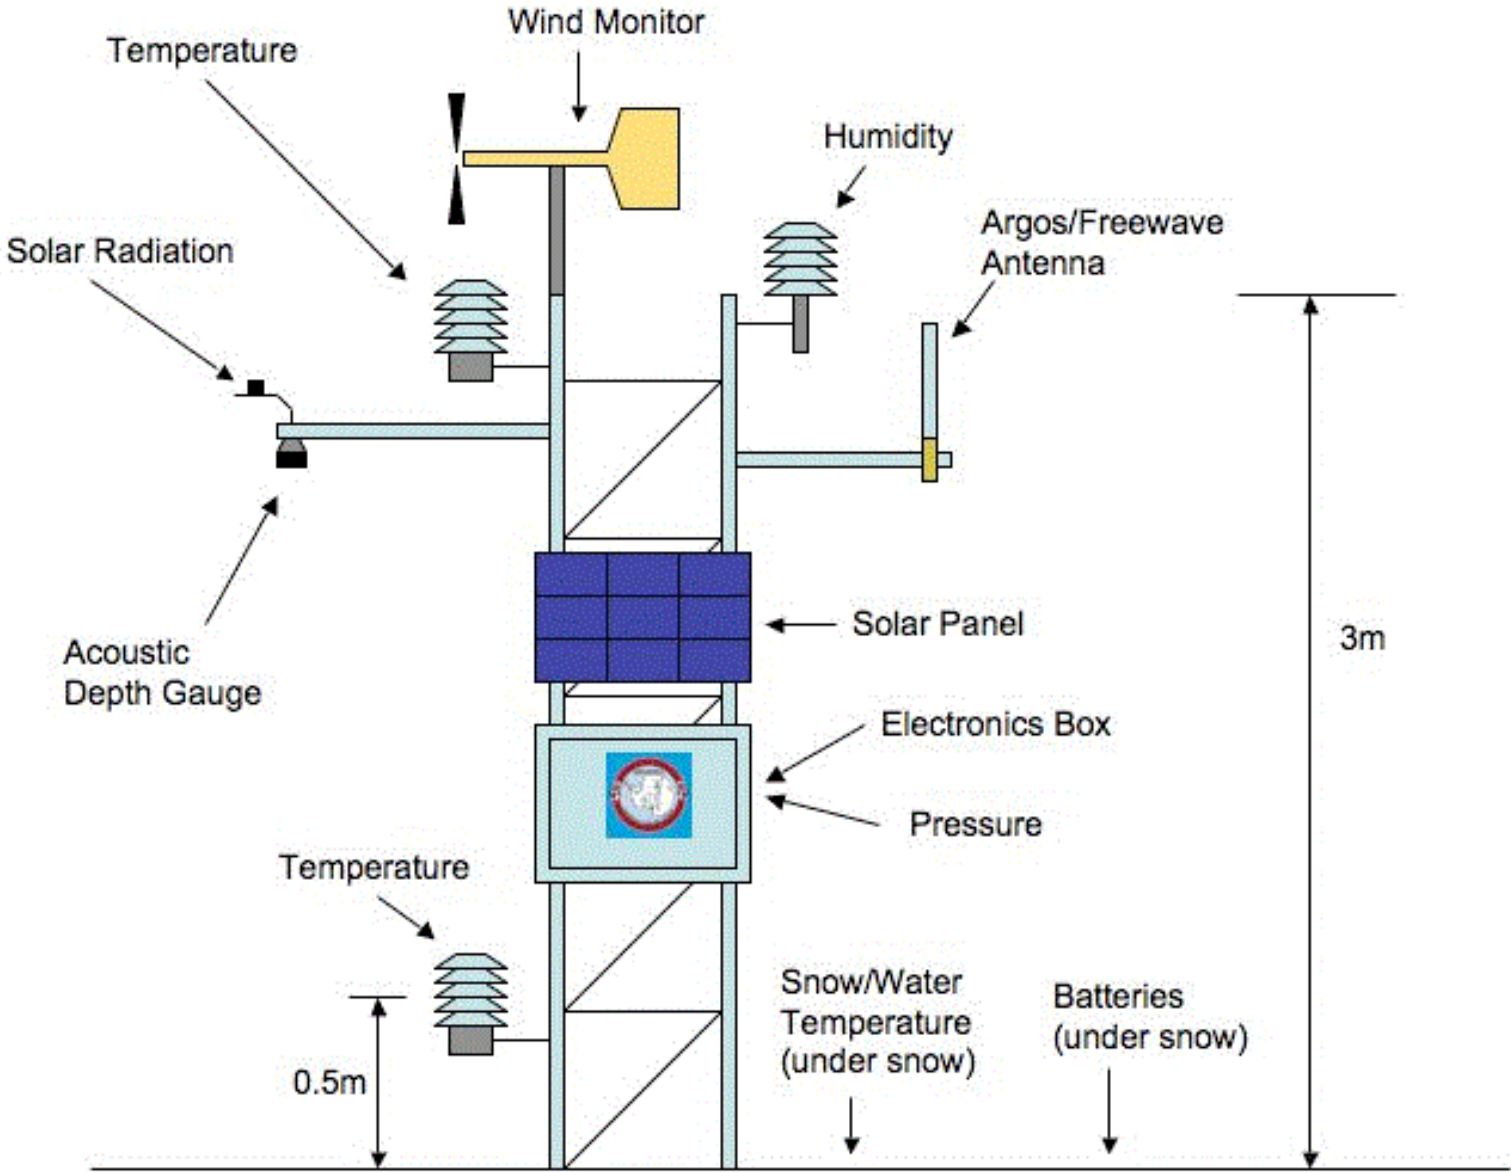 Wind Monitor
Temperature
Humidity
Argos/Freewave
Antenna
Solar Radiation
Solar Panel
3m
Acoustic
Depth Gauge
Electronics Box
Pressure
Temperature
Snow/Water
Temperature
(under snow)
Batteries
(under snow)
0.5m